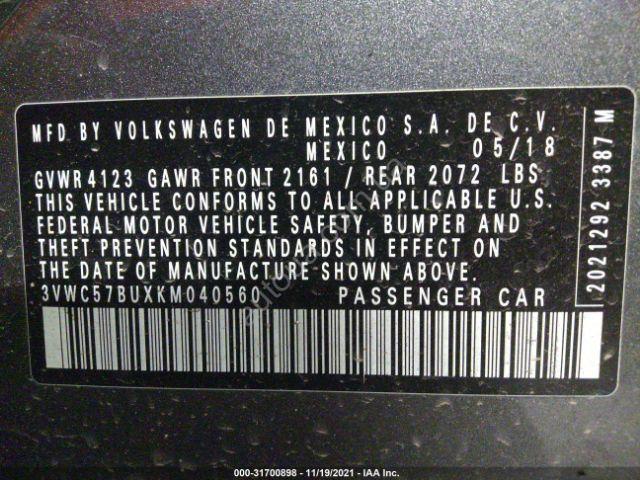 MFD BY VOLKSWAGEN DE MEXICO S.A. DE C.V.
MEXICO 05/18
GVWR 4123 GAWR FRONT 2161 / REAR 2072 LBS
THIS VEHICLE CONFORMS TO ALL APPLICABLE U.S.
FEDERAL MOTOR VEHICLE SAFETY, BUMPER AND
THEFT PREVENTION STANDARDS IN EFFECT ON
THE DATE OF MANUFACTURE SHOWN ABOVE.
3VWC57BUXKM040560 PASSENGER CAR
2021292 3387 M
000-31700898 - 11/19/2021 - IAA Inc.